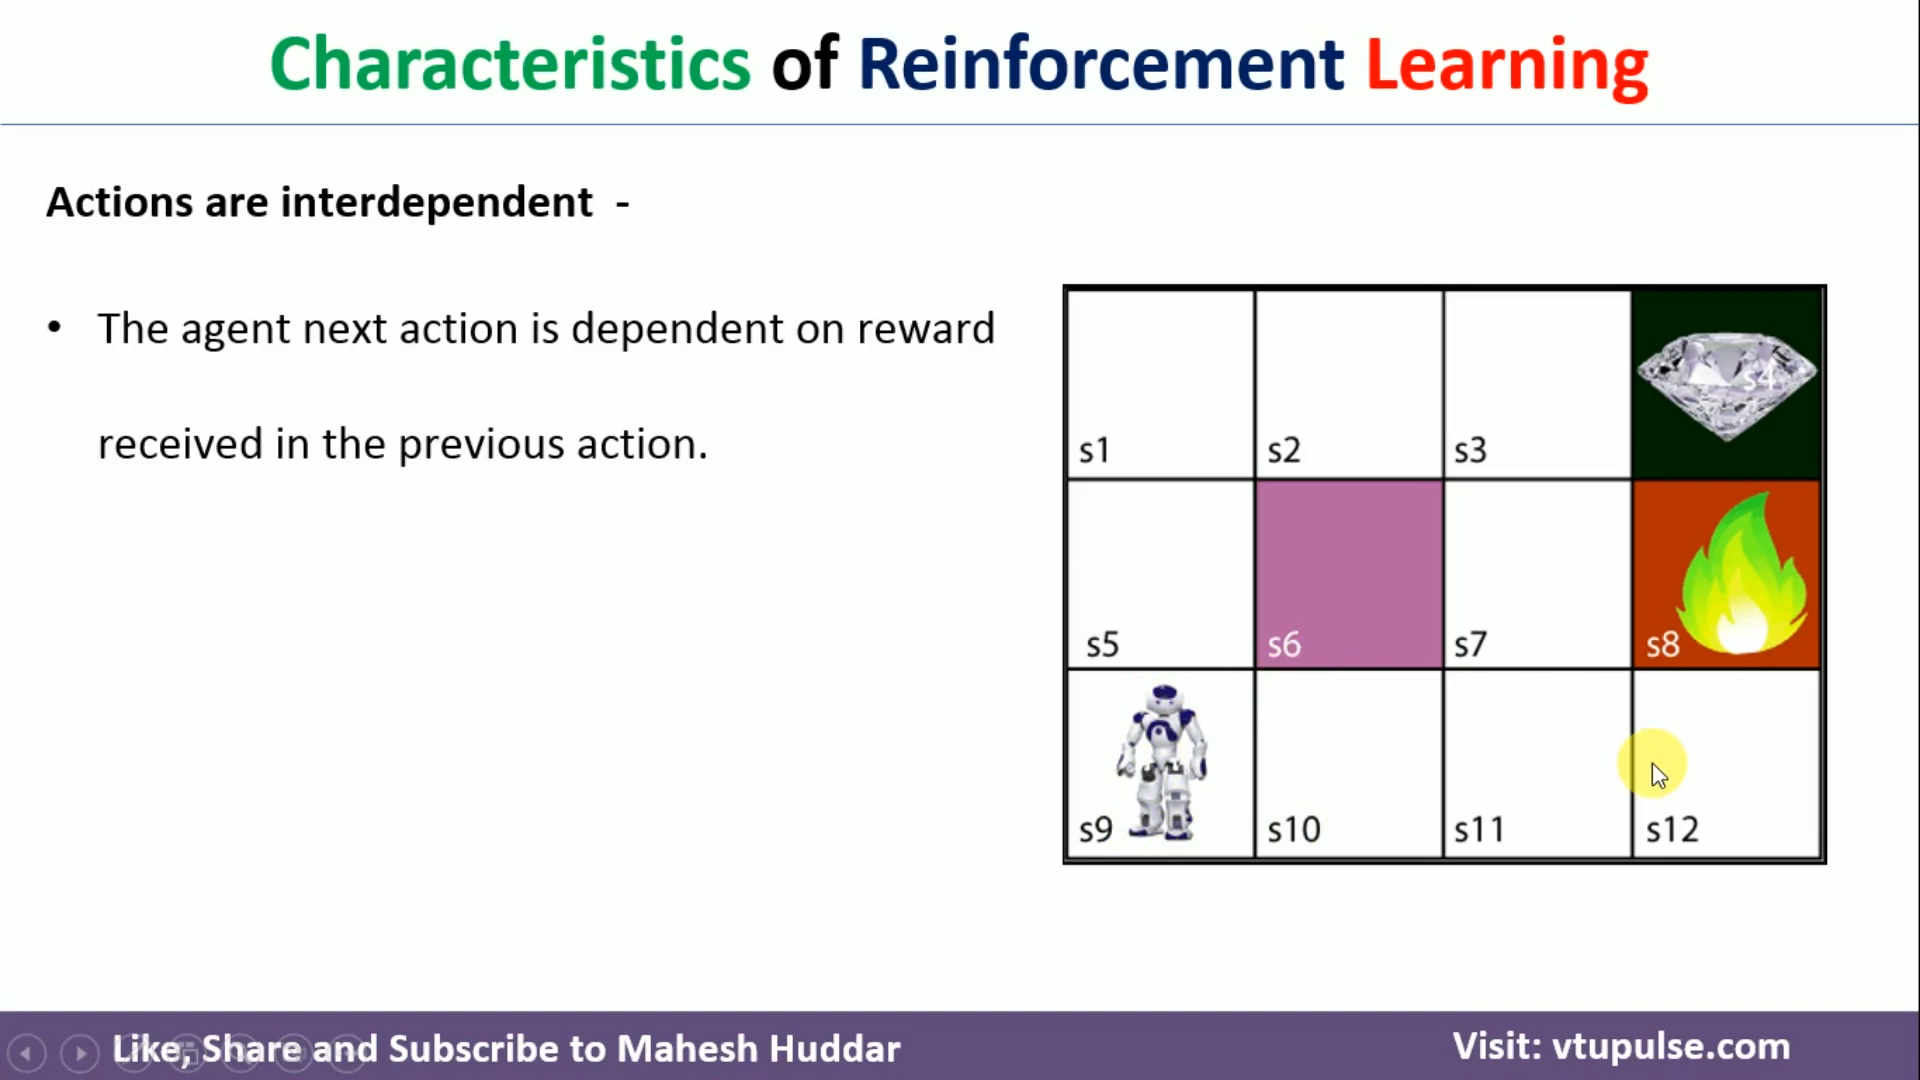 Characteristics of Reinforcement Learning
Actions are interdependent -
• The agent next action is dependent on reward
received in the previous action.
s1 s2 s3 s4
s5 s6 s7 s8
s9 s10 s11 s12
Like, Share and Subscribe to Mahesh Huddar
Visit: vtupulse.com